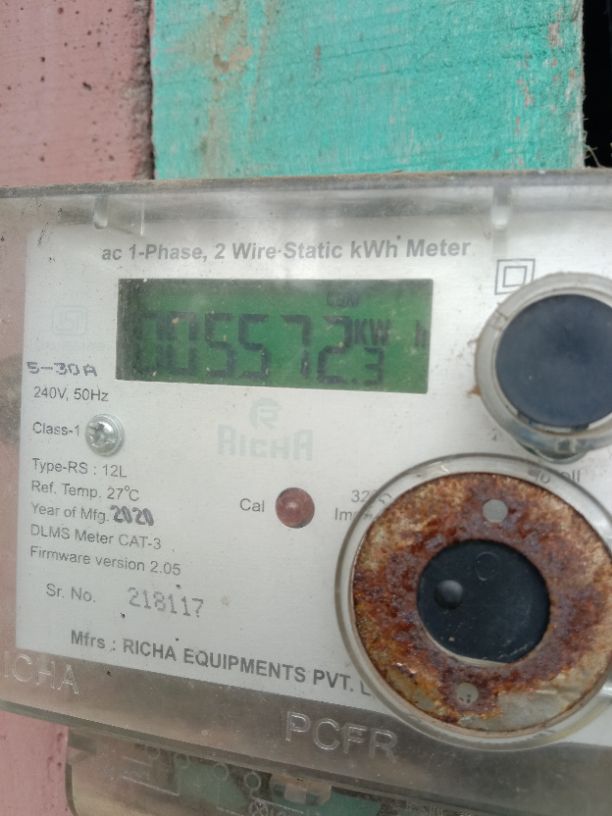 ac 1-Phase, 2 Wire Static kWh Meter
005572.3 KW h
5-30A
240V, 50Hz
Class-1
RICHA
Type-RS : 12L
Ref. Temp. 27°C
Cal
Year of Mfg. 2020
DLMS Meter CAT-3
Firmware version 2.05
Sr. No. 218117
Mfrs : RICHA EQUIPMENTS PVT.
RICHA
PCFR